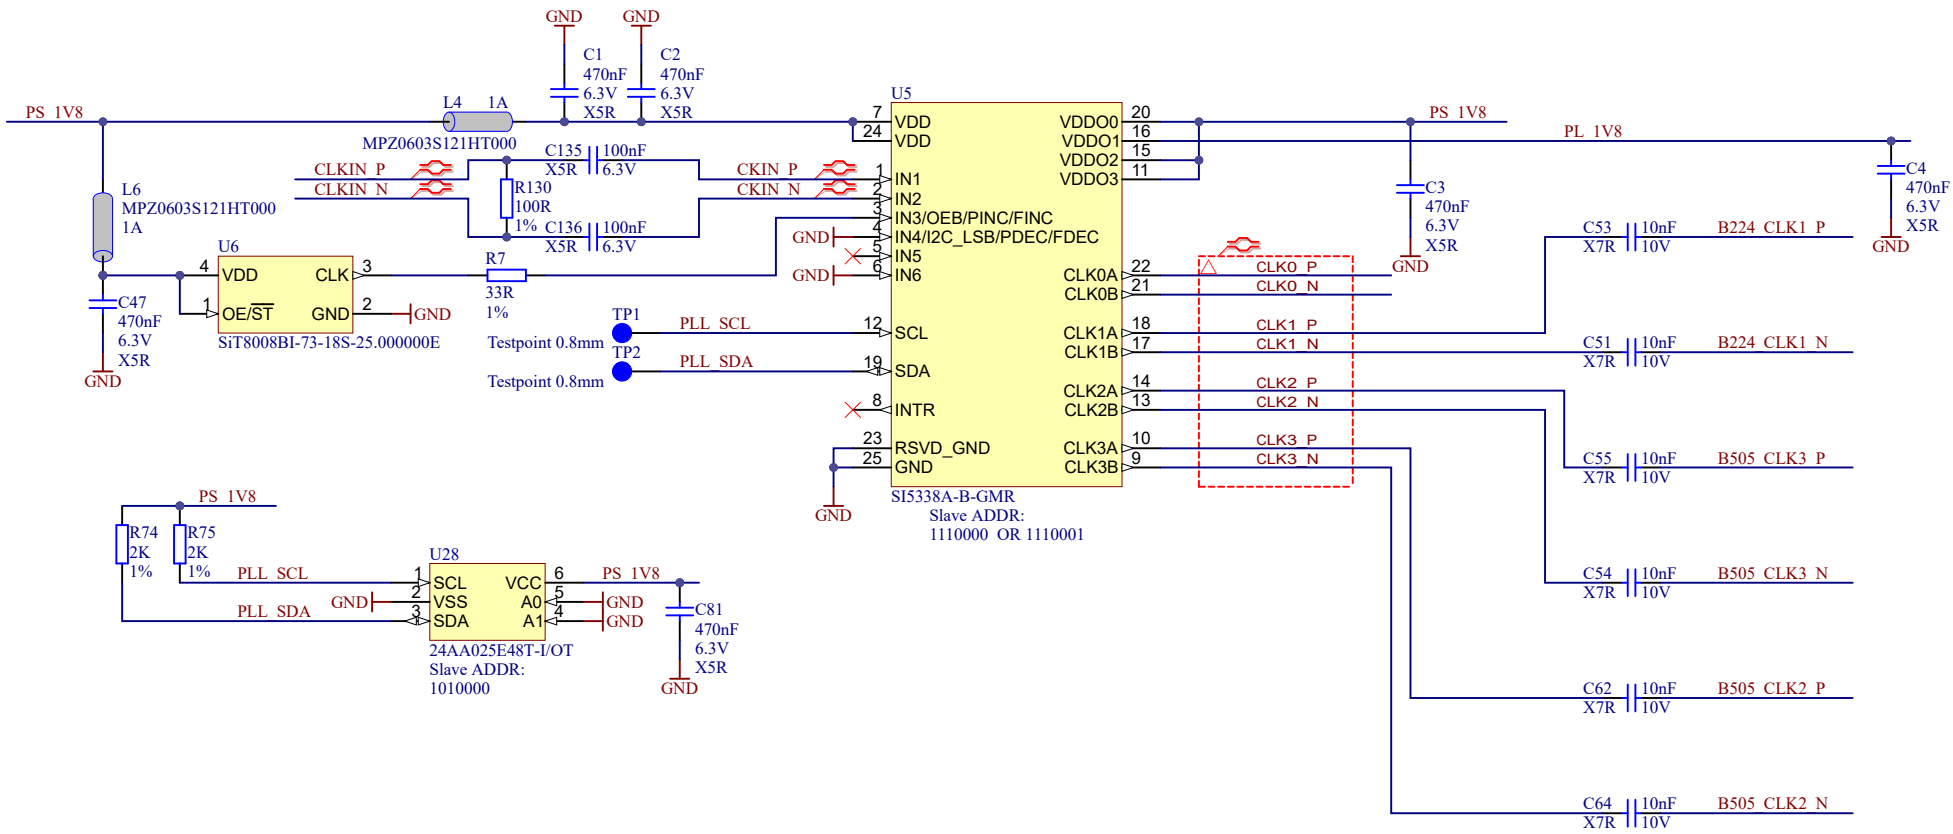 GND
GND
C1
470nF
6.3V
X5R
C2
470nF
6.3V
X5R
PS_1V8
L4 1A
MPZ0603S121HT000
L6
MPZ0603S121HT000
1A
CLKIN_P
CLKIN_N
C135
X5R
100nF
6.3V
R130
100R
1%
C136
X5R
100nF
6.3V
CKIN_P
CKIN_N
U6
4 VDD
1 OE/ST
CLK 3
GND 2
GND
SiT8008BI-73-18S-25.000000E
C47
470nF
6.3V
X5R
GND
R7
33R
1%
GND
GND
TP1
Testpoint 0.8mm
PLL_SCL
TP2
Testpoint 0.8mm
PLL_SDA
U5
7 VDD
24 VDD
1 IN1
2 IN2
3 IN3/OEB/PINC/FINC
4 IN4/I2C_LSB/PDEC/FDEC
5 IN5
6 IN6
12 SCL
19 SDA
8 INTR
23 RSVD_GND
25 GND
GND
VDDO0 20
VDDO1 16
VDDO2 15
VDDO3 11
CLK0A 22
CLK0B 21
CLK1A 18
CLK1B 17
CLK2A 14
CLK2B 13
CLK3A 10
CLK3B 9
SI5338A-B-GMR
Slave ADDR:
1110000 OR 1110001
PS_1V8
PL_1V8
C3
470nF
6.3V
X5R
GND
C4
470nF
6.3V
X5R
GND
CLK0_P
CLK0_N
CLK1_P
CLK1_N
CLK2_P
CLK2_N
CLK3_P
CLK3_N
C53
X7R
10nF
10V
B224_CLK1_P
C51
X7R
10nF
10V
B224_CLK1_N
C55
X7R
10nF
10V
B505_CLK3_P
C54
X7R
10nF
10V
B505_CLK3_N
C62
X7R
10nF
10V
B505_CLK2_P
C64
X7R
10nF
10V
B505_CLK2_N
PS_1V8
R74
2K
1%
R75
2K
1%
PLL_SCL
GND
PLL_SDA
U28
1 SCL
2 VSS
3 SDA
VCC 6
A0 5
A1 4
24AA025E48T-I/OT
Slave ADDR:
1010000
PS_1V8
GND
GND
C81
470nF
6.3V
X5R
GND